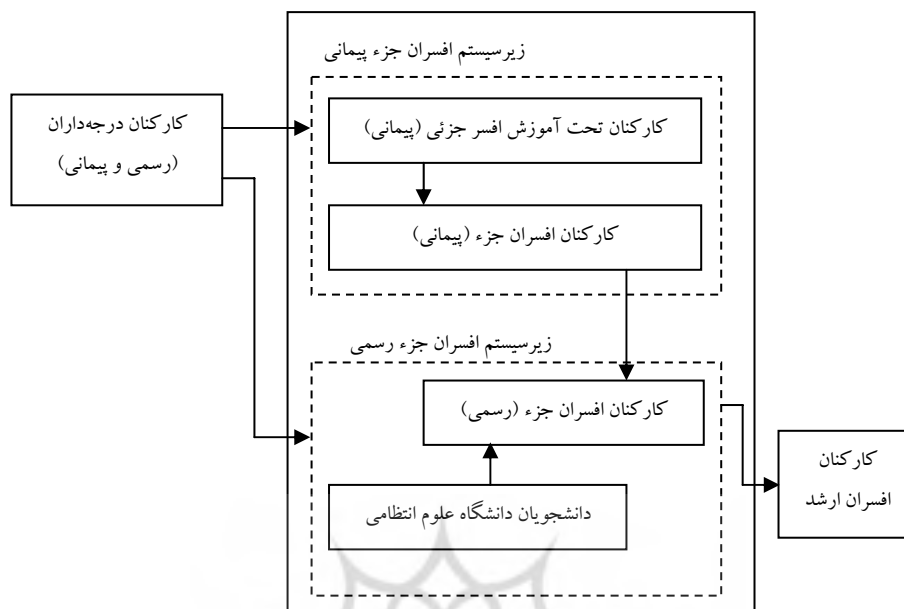 زیرسیستم افسران جزء پیمانی
کارکنان درجه‌داران
(رسمی و پیمانی)
کارکنان تحت آموزش افسر جزئی (پیمانی)
کارکنان افسران جزء (پیمانی)
زیرسیستم افسران جزء رسمی
کارکنان افسران جزء (رسمی)
کارکنان
افسران ارشد
دانشجویان دانشگاه علوم انتظامی